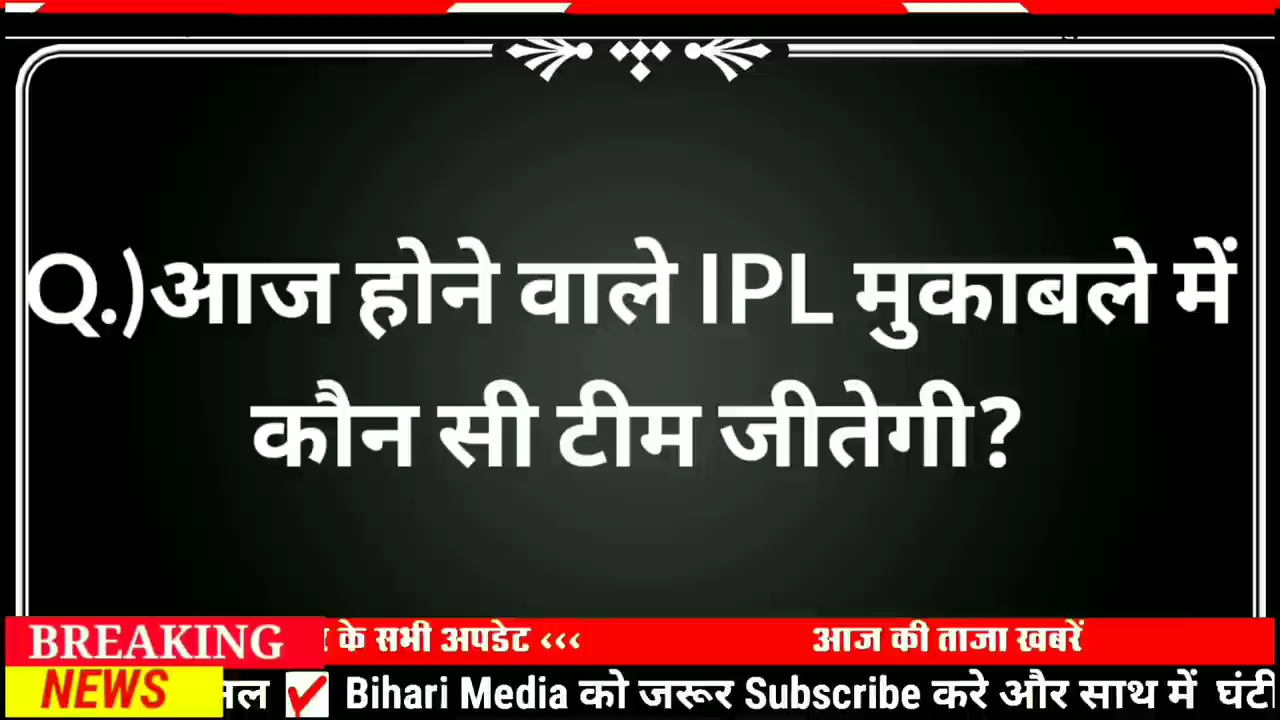 Q.)आज होने वाले IPL मुकाबले में
कौन सी टीम जीतेगी?
BREAKING
के सभी अपडेट ‹‹‹ आज की ताजा खबरें
NEWS
Bihari Media को जरूर Subscribe करे और साथ में घंटी